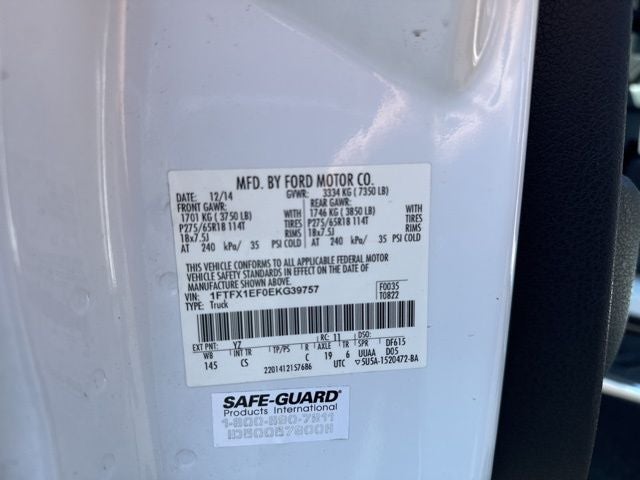 MFD. BY FORD MOTOR CO.
DATE: 12/14 GVWR: 3334 KG (7350 LB)
FRONT GAWR: REAR GAWR:
1701 KG (3750 LB) WITH 1746 KG (3850 LB) WITH
P275/65R18 114T TIRES P275/65R18 114T TIRES
18x7.5J RIMS 18x7.5J RIMS
AT 240 kPa/ 35 PSI COLD AT 240 kPa/ 35 PSI COLD
THIS VEHICLE CONFORMS TO ALL APPLICABLE FEDERAL MOTOR
VEHICLE SAFETY STANDARDS IN EFFECT ON THE DATE OF
MANUFACTURE SHOWN ABOVE.
VIN: 1FTFX1EF0EKG39757 F0035
TYPE: Truck T0822
EXT PNT: YZ RC: 11 DSO:
WB INT TR TP/PS R AXLE TR SPR DF615
145 CS C 19 6 UUAA D05
2201412157686 UTC ▽5U5A-1520472-BA
SAFE-GUARD®
Products International